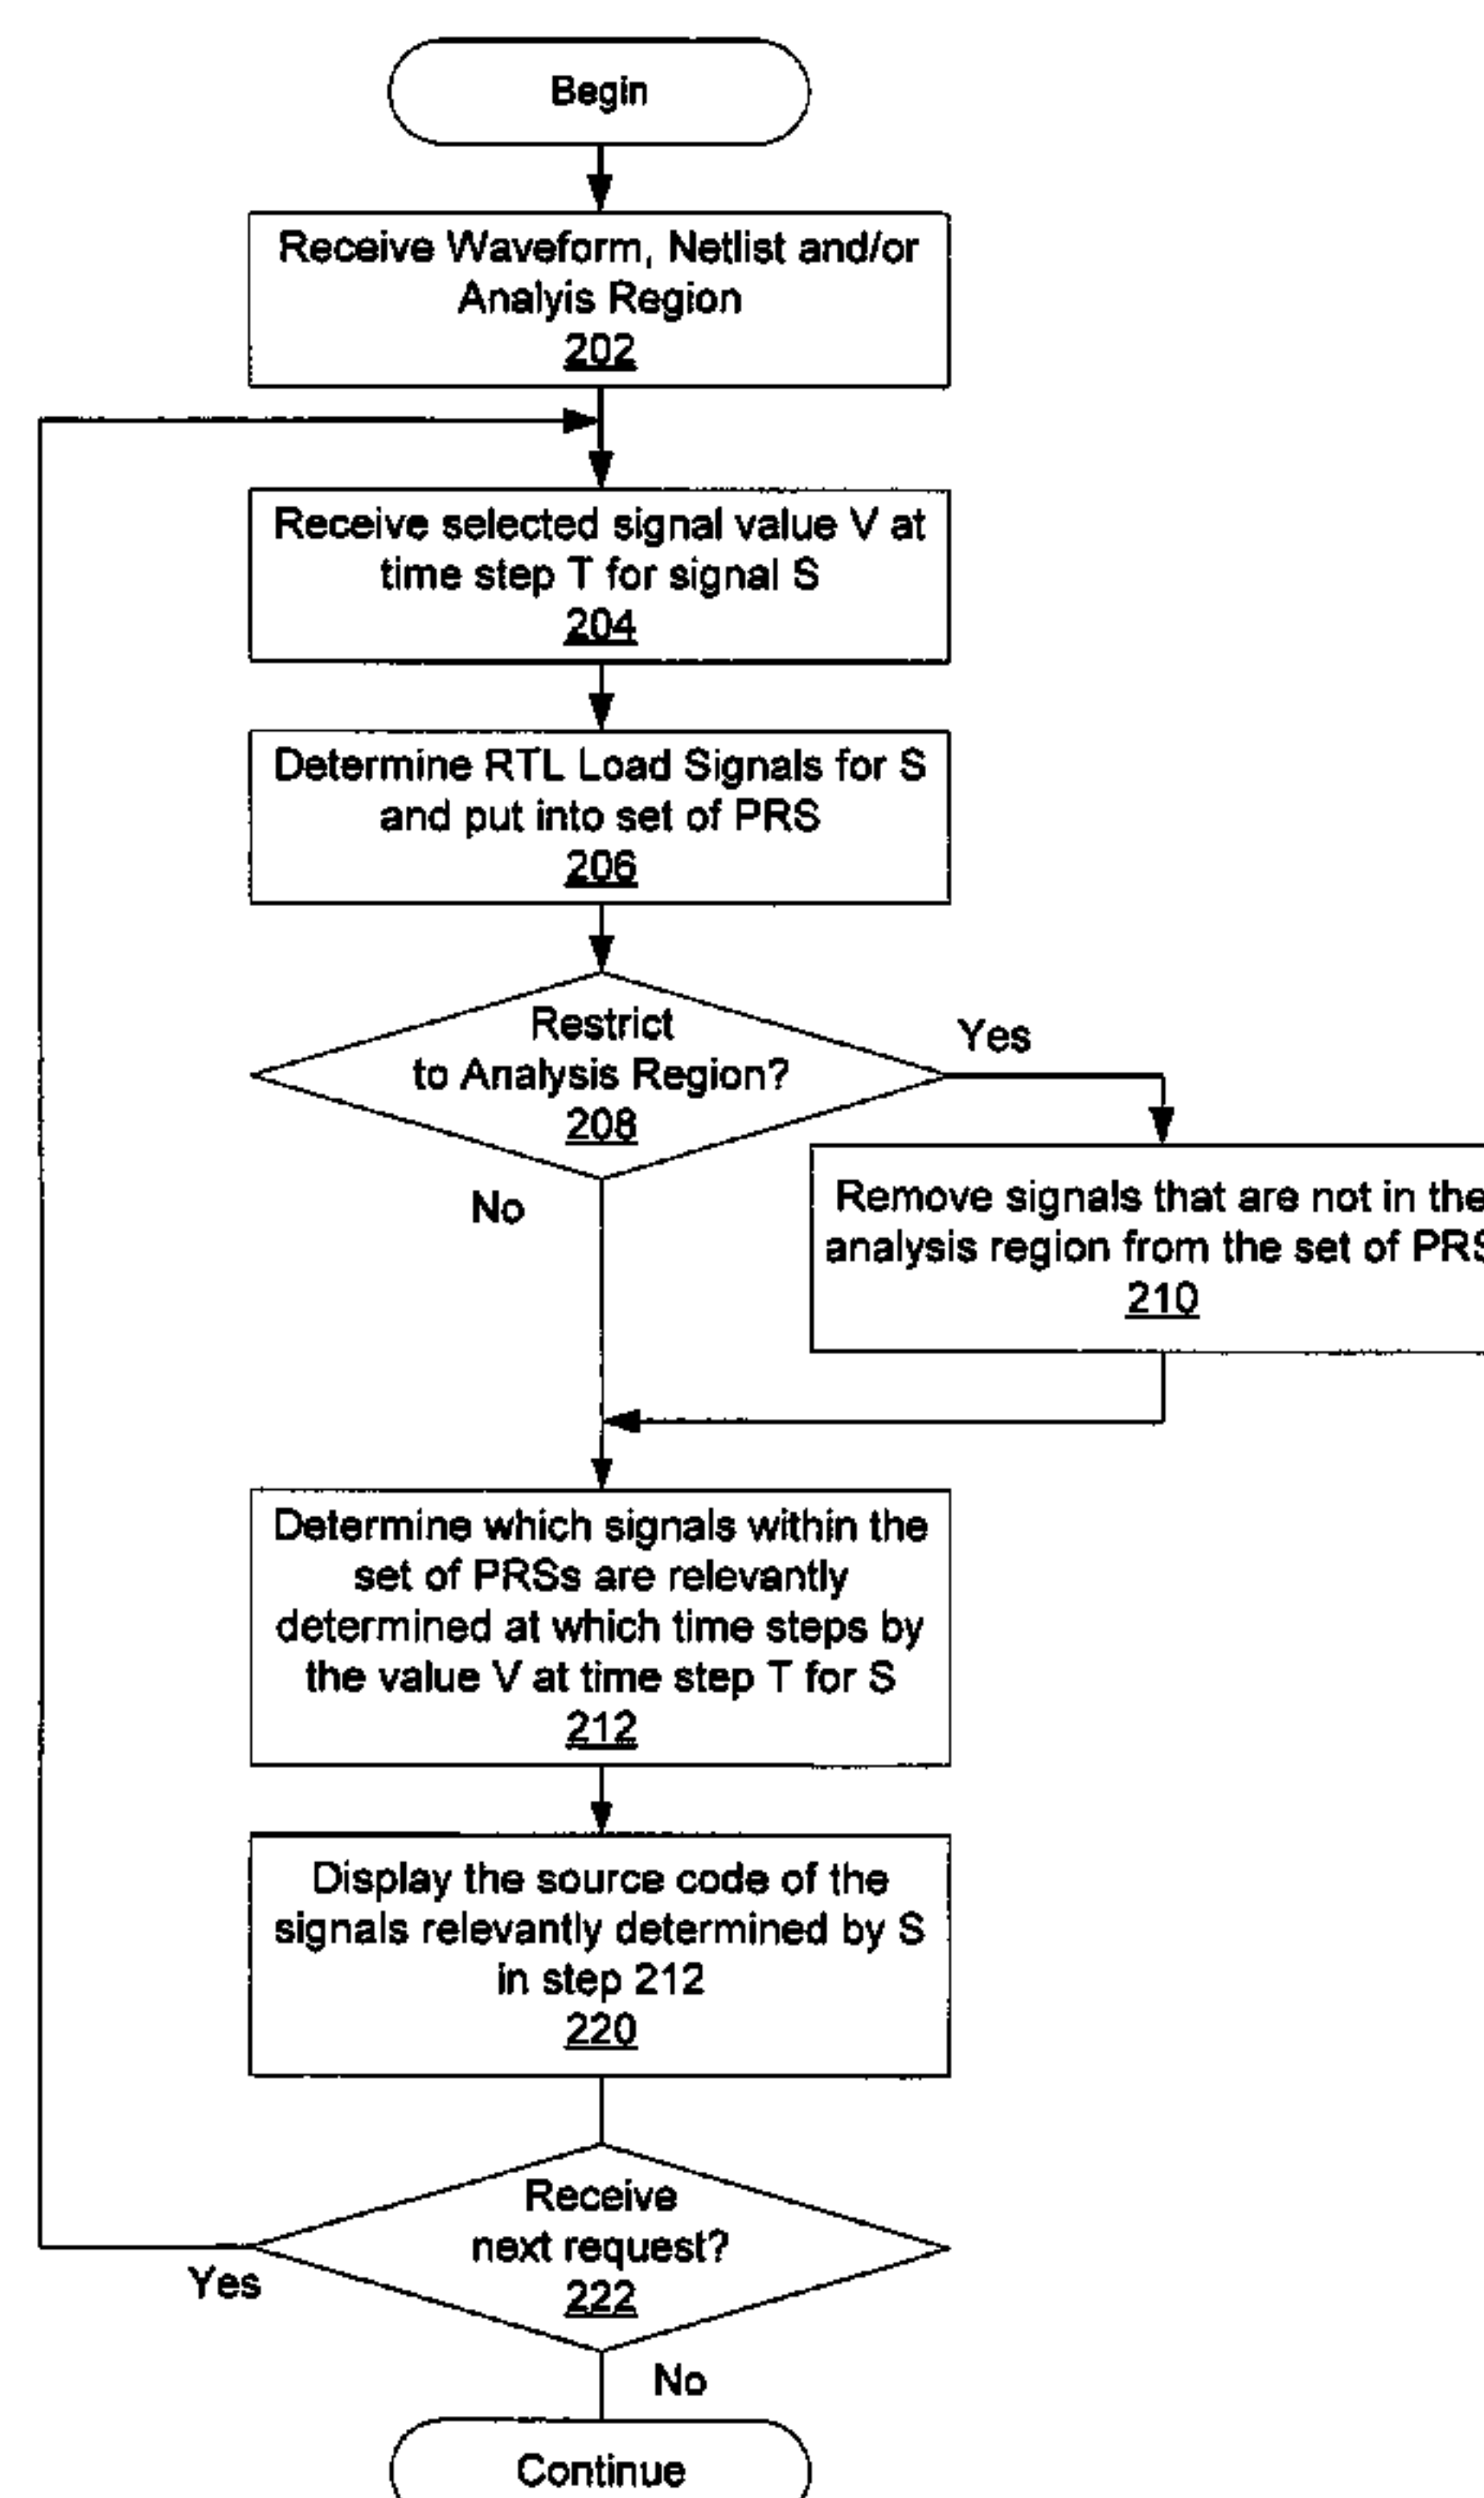 Begin
Receive Waveform, Netlist and/or
Analyis Region
202
Receive selected signal value V at
time step T for signal S
204
Determine RTL Load Signals for S
and put into set of PRS
206
Restrict
to Analysis Region?
208
Yes
No
Remove signals that are not in the
analysis region from the set of PRS
210
Determine which signals within the
set of PRSs are relevantly
determined at which time steps by
the value V at time step T for S
212
Display the source code of the
signals relevantly determined by S
in step 212
220
Receive
next request?
222
Yes
No
Continue